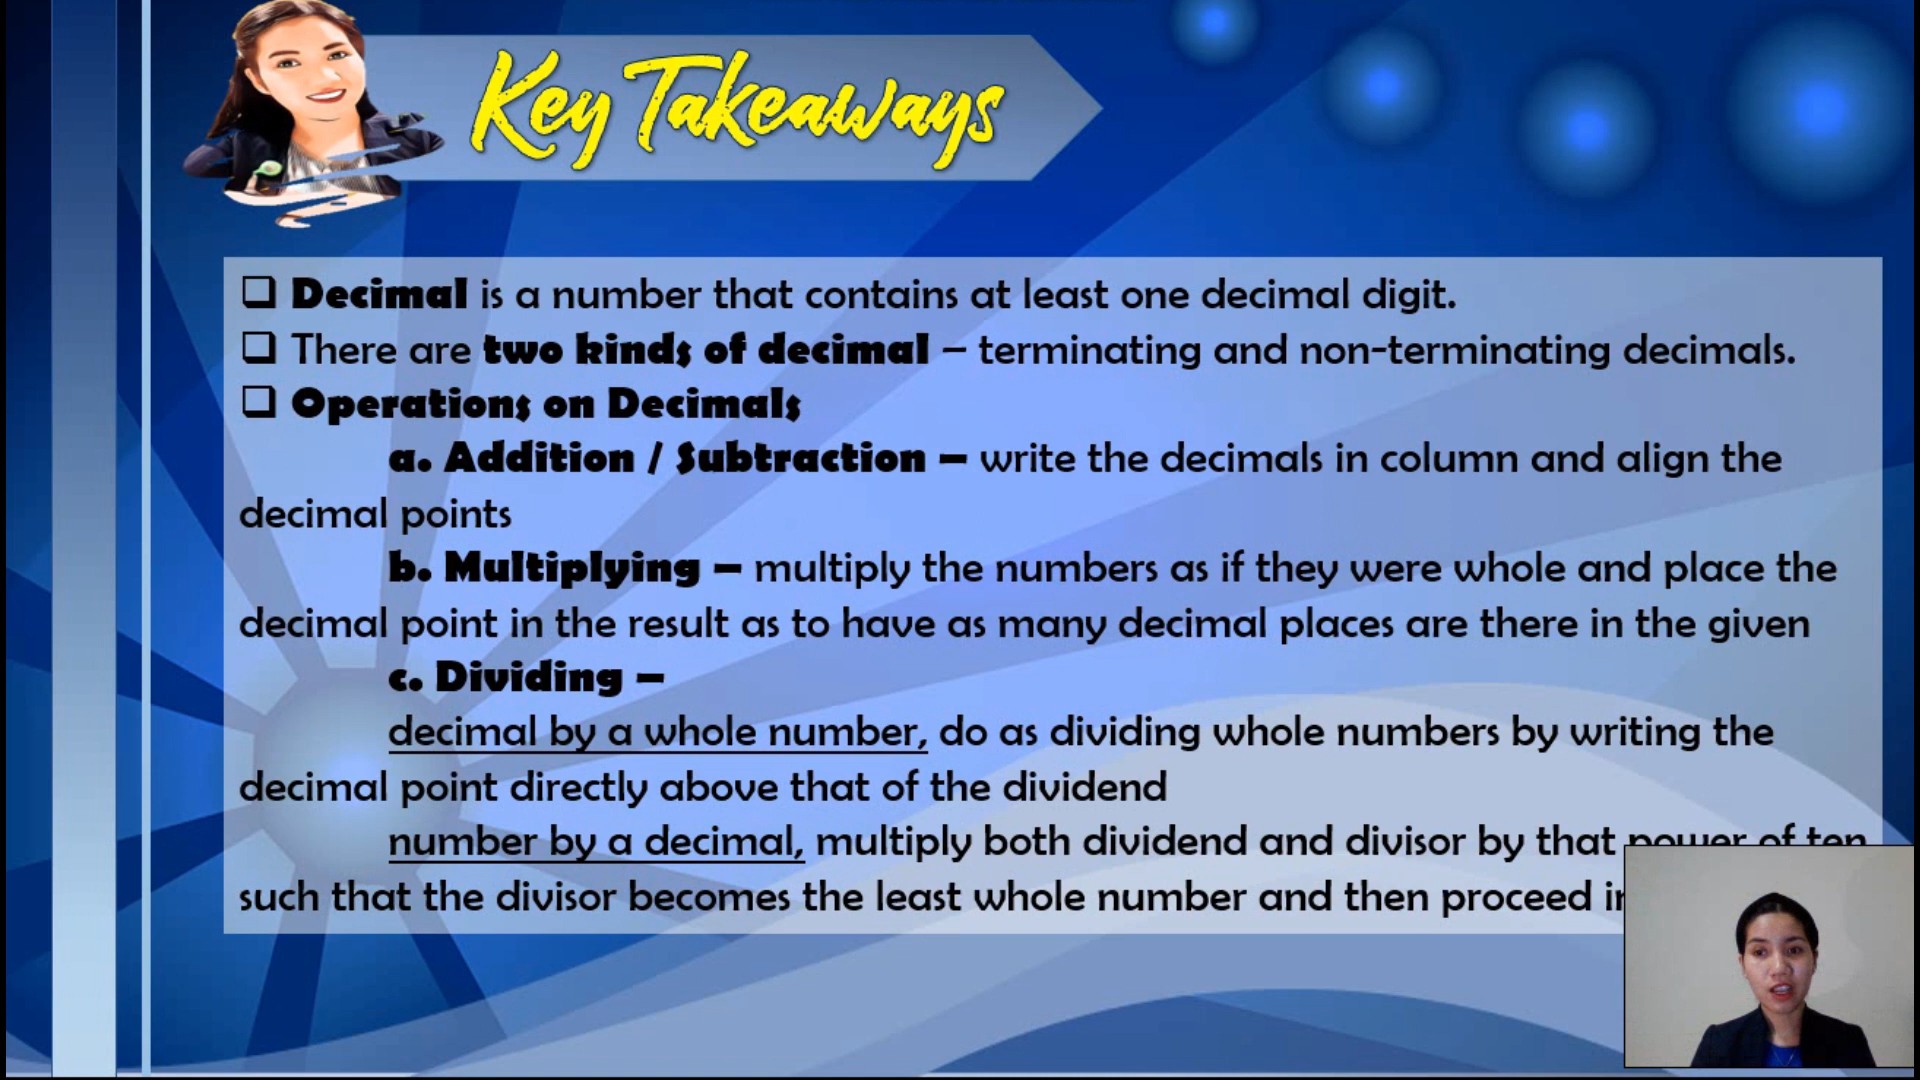 Key Takeaways
❑ Decimal is a number that contains at least one decimal digit.
❑ There are two kinds of decimal – terminating and non-terminating decimals.
❑ Operations on Decimals
a. Addition / Subtraction – write the decimals in column and align the
decimal points
b. Multiplying – multiply the numbers as if they were whole and place the
decimal point in the result as to have as many decimal places are there in the given
c. Dividing –
decimal by a whole number, do as dividing whole numbers by writing the
decimal point directly above that of the dividend
number by a decimal, multiply both dividend and divisor by that power of ten
such that the divisor becomes the least whole number and then proceed